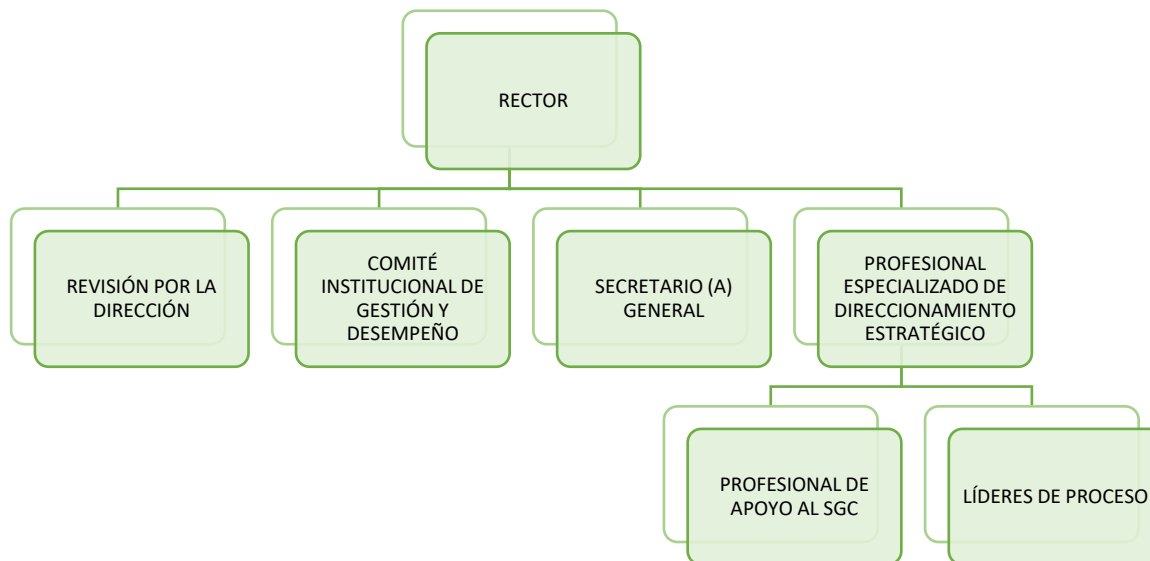 RECTOR
REVISIÓN POR LA
DIRECCIÓN
COMITÉ
INSTITUCIONAL DE
GESTIÓN Y
DESEMPEÑO
SECRETARIO (A)
GENERAL
PROFESIONAL
ESPECIALIZADO DE
DIRECCIONAMIENTO
ESTRATÉGICO
PROFESIONAL DE
APOYO AL SGC
LÍDERES DE PROCESO